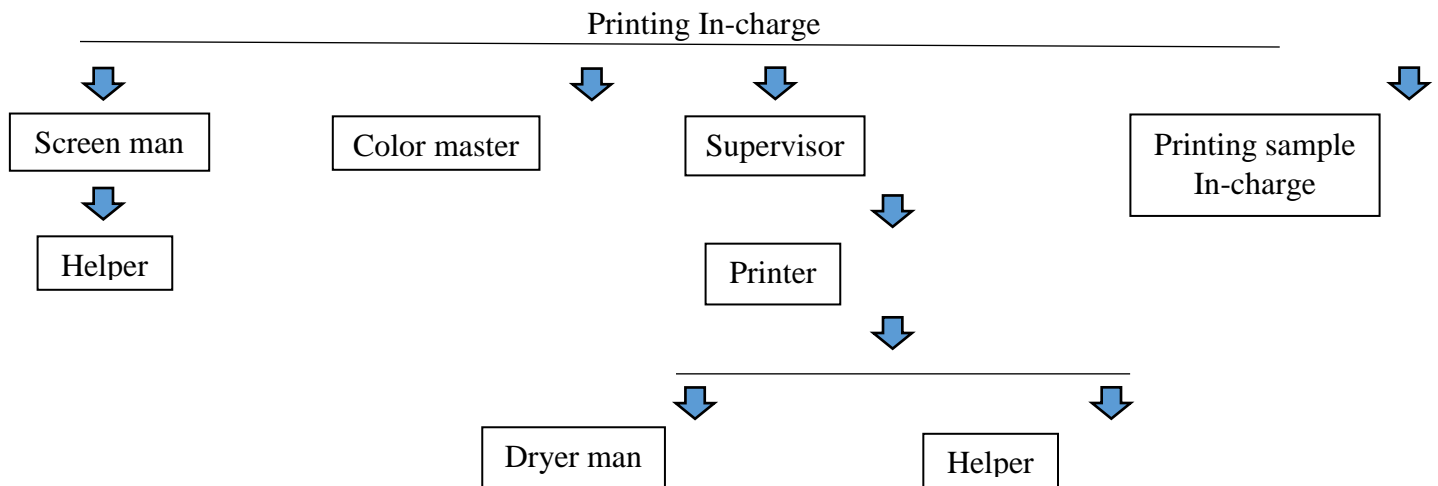 Printing In-charge
Screen man
Color master
Supervisor
Printing sample
In-charge
Helper
Printer
Dryer man
Helper